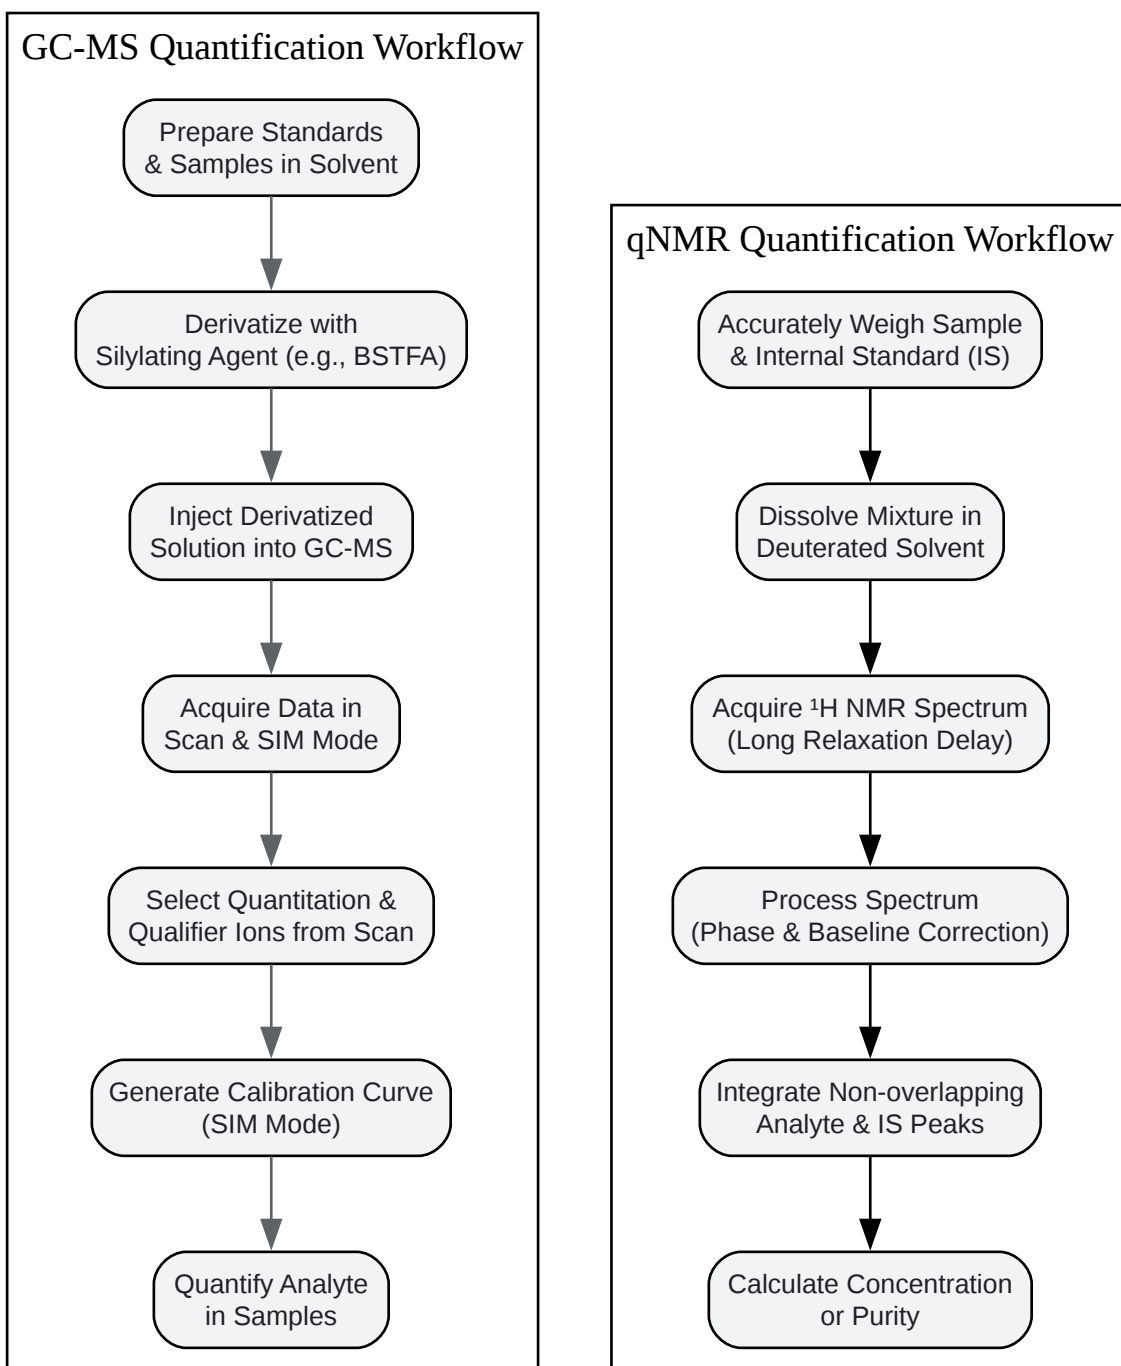 GC-MS Quantification Workflow
Prepare Standards
& Samples in Solvent
Derivatize with
Silylating Agent (e.g., BSTFA)
Inject Derivatized
Solution into GC-MS
Acquire Data in
Scan & SIM Mode
Select Quantitation &
Qualifier Ions from Scan
Generate Calibration Curve
(SIM Mode)
Quantify Analyte
in Samples
qNMR Quantification Workflow
Accurately Weigh Sample
& Internal Standard (IS)
Dissolve Mixture in
Deuterated Solvent
Acquire ¹H NMR Spectrum
(Long Relaxation Delay)
Process Spectrum
(Phase & Baseline Correction)
Integrate Non-overlapping
Analyte & IS Peaks
Calculate Concentration
or Purity